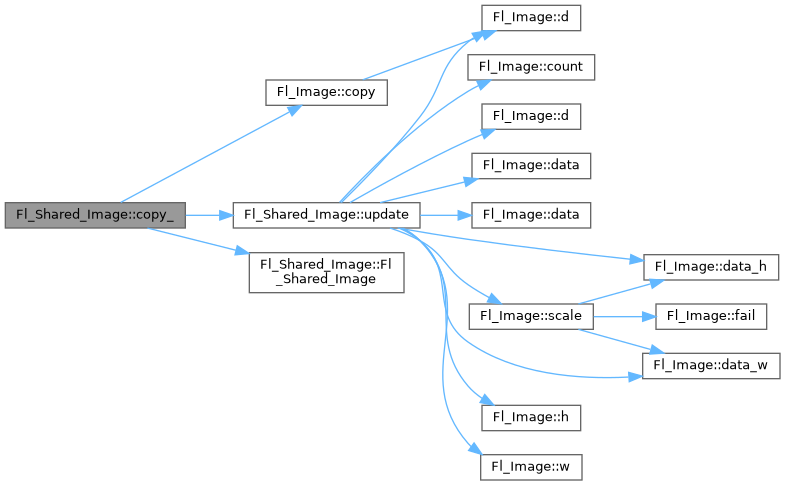 Fl_Image::d
Fl_Image::count
Fl_Image::copy
Fl_Image::d
Fl_Image::data
Fl_Shared_Image::copy_
Fl_Shared_Image::update
Fl_Image::data
Fl_Shared_Image::Fl
_Shared_Image
Fl_Image::data_h
Fl_Image::scale
Fl_Image::fail
Fl_Image::data_w
Fl_Image::h
Fl_Image::w